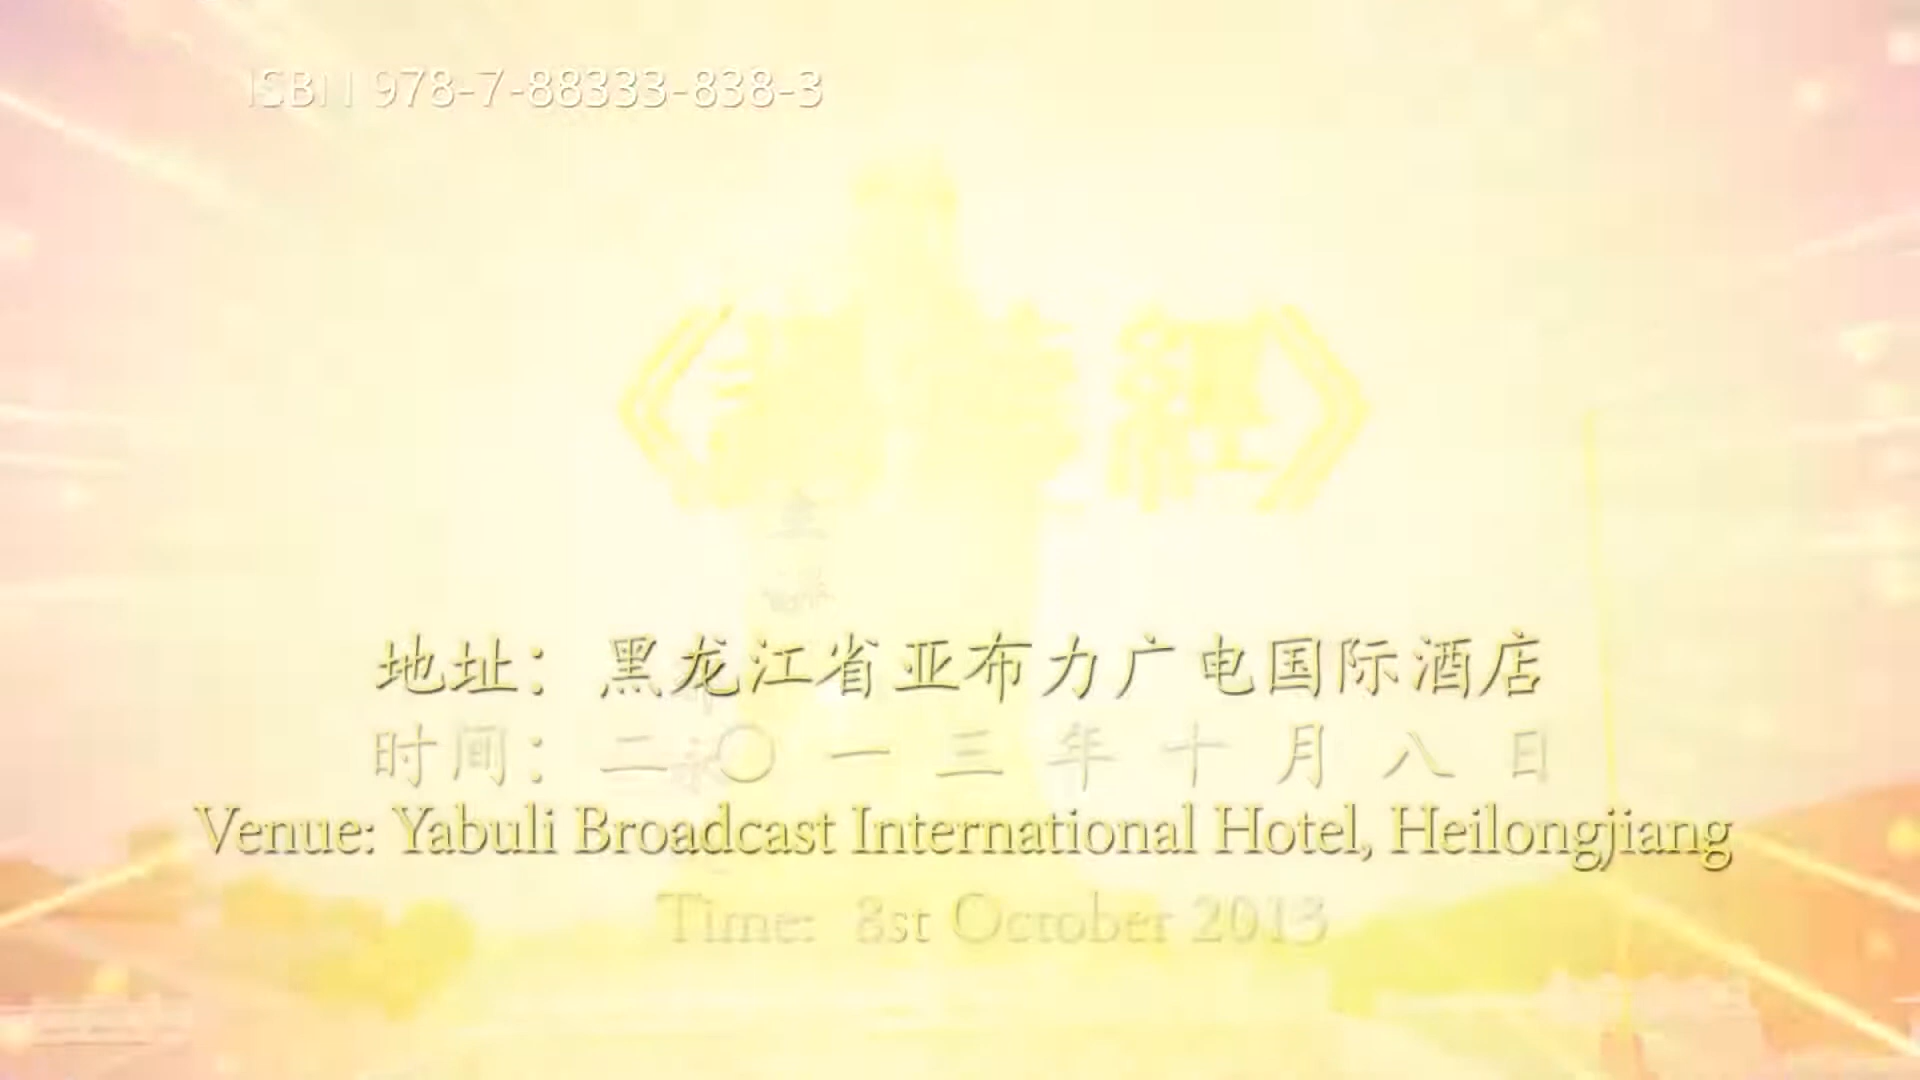 ISBN 978-7-88333-838-3
地址：黑龙江省亚布力广电国际酒店
时间：二〇一三年十月八日
Venue: Yabuli Broadcast International Hotel, Heilongjiang
Time: 8st October 2013